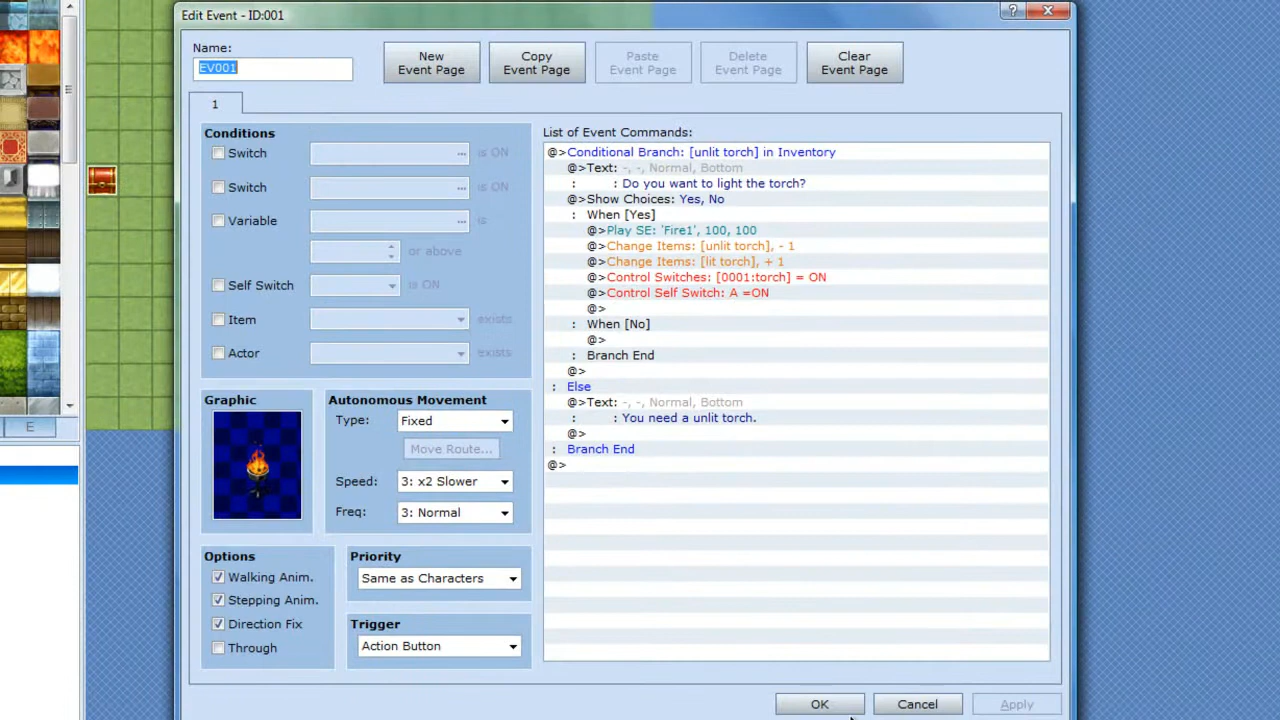 Edit Event - ID:001
?
Name:
EV001
New
Event Page
Copy
Event Page
Paste
Event Page
Delete
Event Page
Clear
Event Page
1
Conditions
Switch ... is ON
Switch ... is ON
Variable ... is
or above
Self Switch is ON
Item exists
Actor exists
Graphic
Autonomous Movement
Type: Fixed
Move Route...
Speed: 3: x2 Slower
Freq: 3: Normal
Options
Walking Anim.
Stepping Anim.
Direction Fix
Through
Priority
Same as Characters
Trigger
Action Button
List of Event Commands:
@>Conditional Branch: [unlit torch] in Inventory
@>Text: -, -, Normal, Bottom
: : Do you want to light the torch?
@>Show Choices: Yes, No
: When [Yes]
@>Play SE: 'Fire1', 100, 100
@>Change Items: [unlit torch], - 1
@>Change Items: [lit torch], + 1
@>Control Switches: [0001:torch] = ON
@>Control Self Switch: A =ON
@>
: When [No]
@>
: Branch End
@>
: Else
@>Text: -, -, Normal, Bottom
: : You need a unlit torch.
@>
: Branch End
@>
OK
Cancel
Apply
E